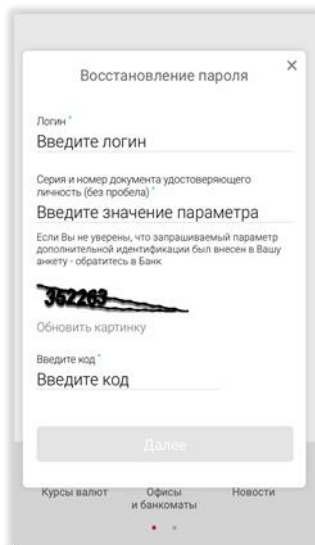 Восстановление пароля
×
Логин *
Введите логин
Серия и номер документа удостоверяющего
личность (без пробела) *
Введите значение параметра
Если Вы не уверены, что запрашиваемый параметр
дополнительной идентификации был внесен в Вашу
анкету - обратитесь в Банк.
352263
Обновить картинку
Введите код *
Введите код
Далее
Курсы валют Офисы Новости
и банкоматы